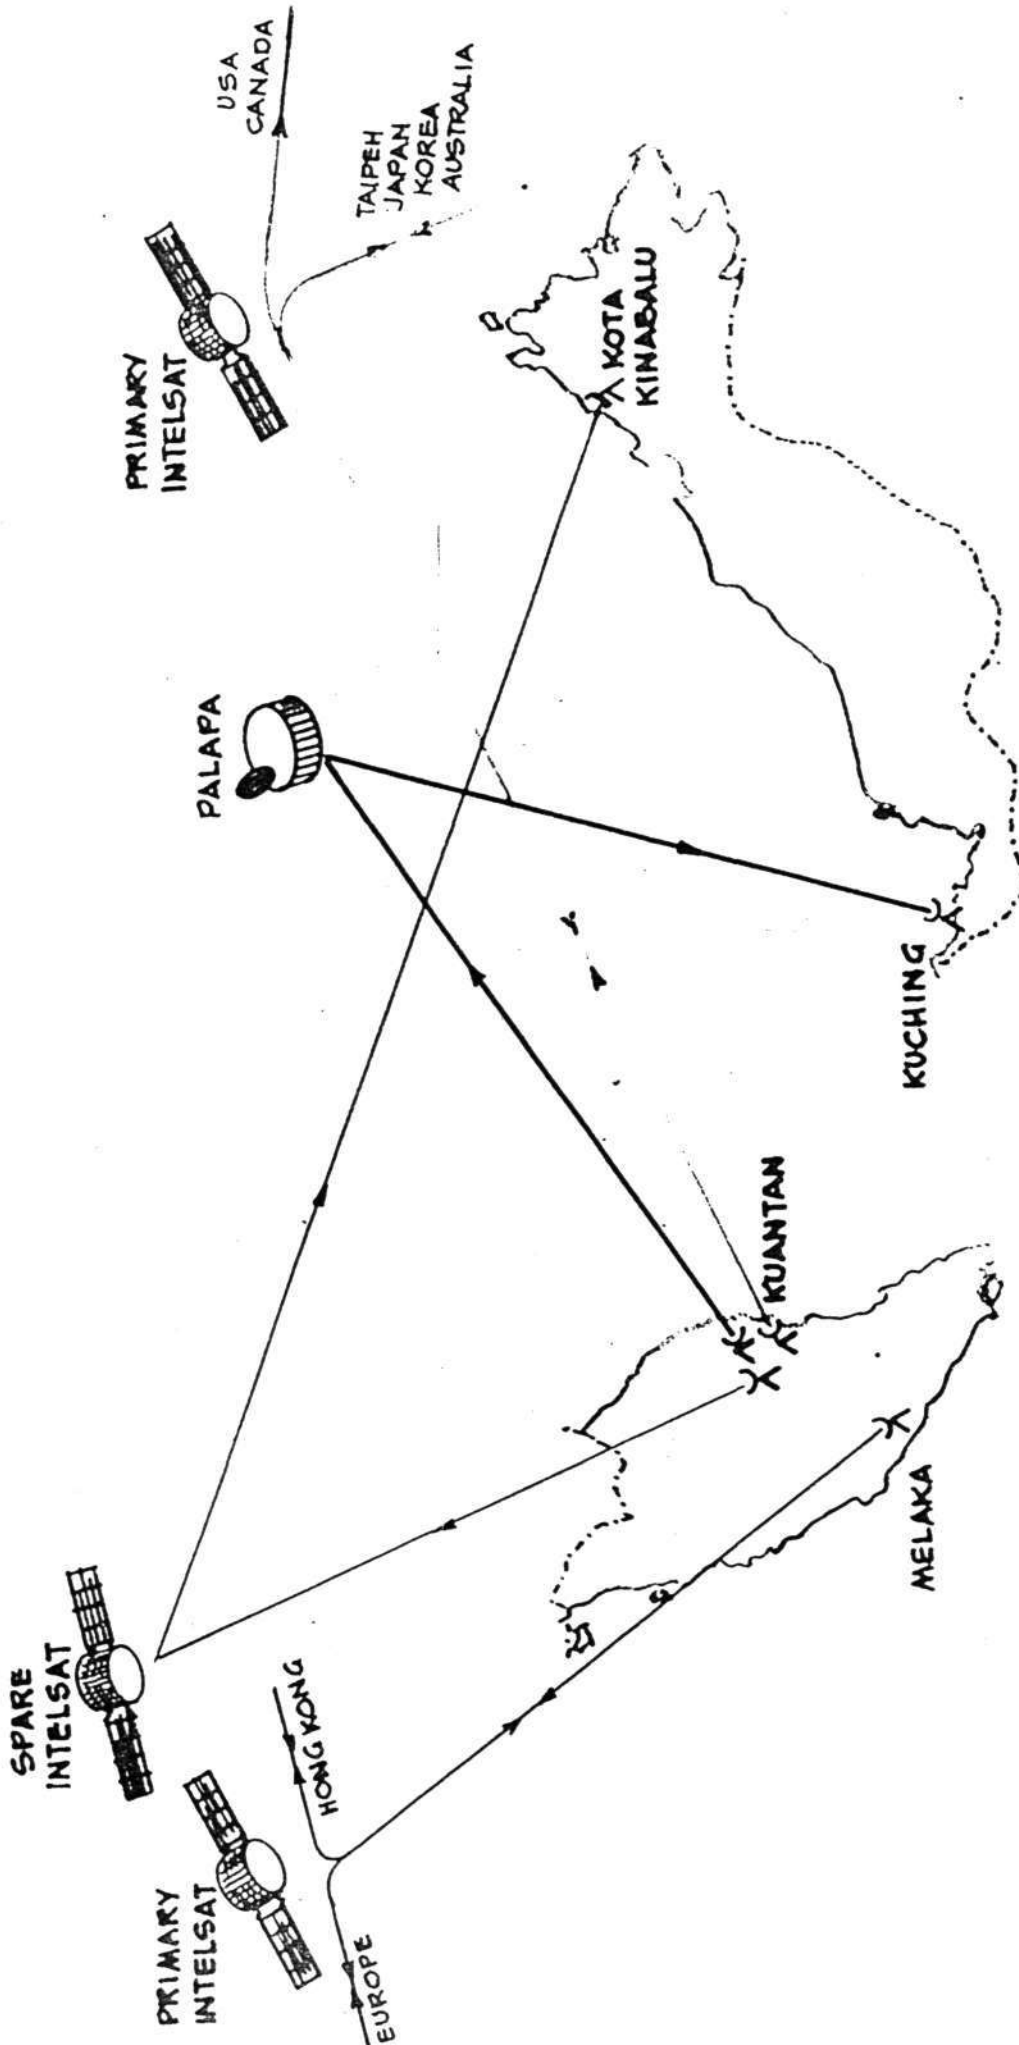 SPARE
INTELSAT
PRIMARY
INTELSAT
EUROPE
HONG KONG
PALAPA
PRIMARY
INTELSAT
USA
CANADA
TAIPEH
JAPAN
KOREA
AUSTRALIA
MELAKA
KUANTAN
KUCHING
KOTA
KINABALU